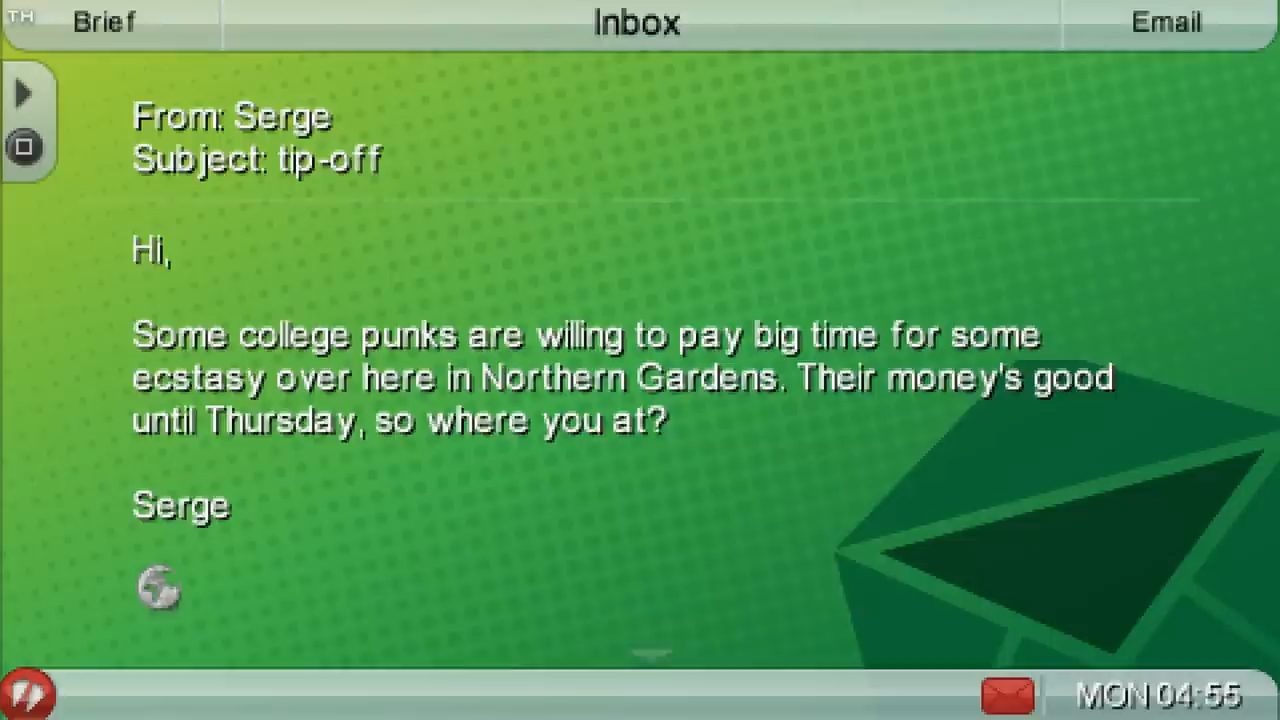 TH
Brief
Inbox
Email
From: Serge
Subject: tip-off
Hi,
Some college punks are willing to pay big time for some
ecstasy over here in Northern Gardens. Their money's good
until Thursday, so where you at?
Serge
MON 04:55